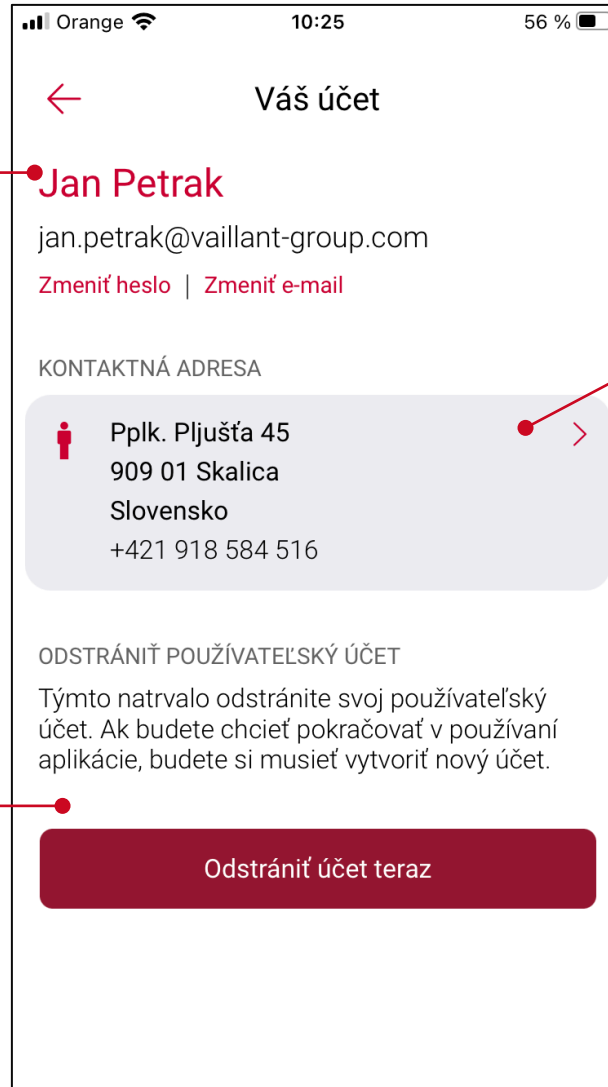 Orange 10:25 56 %
Váš účet
Jan Petrak
jan.petrak@vaillant-group.com
Zmeniť heslo | Zmeniť e-mail
KONTAKTNÁ ADRESA
Pplk. Pljušťa 45
909 01 Skalica
Slovensko
+421 918 584 516
ODSTRÁNIŤ POUŽÍVATEĽSKÝ ÚČET
Týmto natrvalo odstránite svoj používateľský
účet. Ak budete chcieť pokračovať v používaní
aplikácie, budete si musieť vytvoriť nový účet.
Odstrániť účet teraz